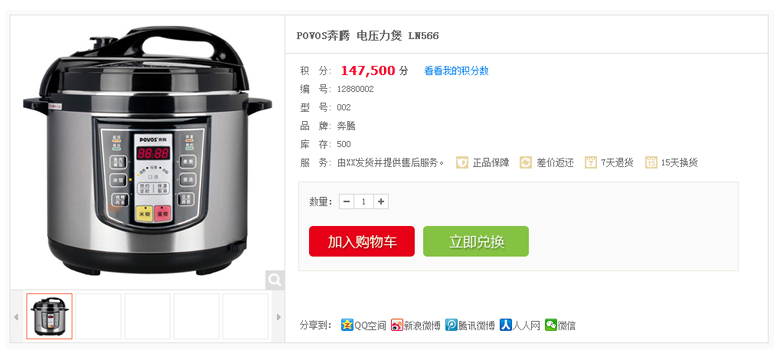 POVOS奔腾 电压力煲 LN566
积 分: 147,500 分 看看我的积分数
编 号: 12880002
型 号: 002
品 牌: 奔腾
库 存: 500
服 务: 由XX发货并提供售后服务。 正品保障 差价返还 7天退货 15天换货
POVOS 奔腾
88:88
数量: − 1 +
加入购物车 立即兑换
分享到: QQ空间 新浪微博 腾讯微博 人人网 微信